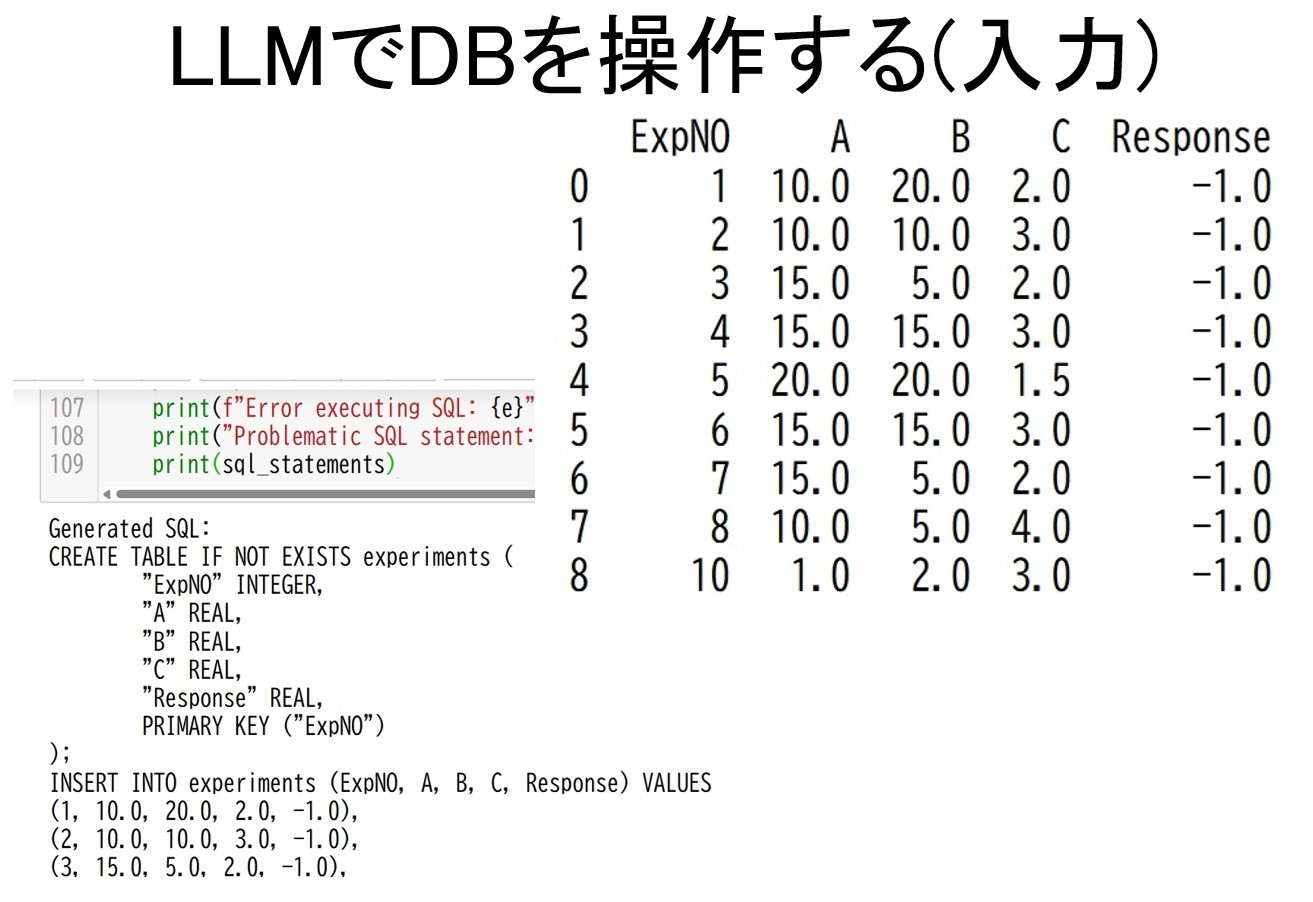 LLMでDBを操作する(入力)
ExpNO A B C Response
0 1 10.0 20.0 2.0 -1.0
1 2 10.0 10.0 3.0 -1.0
2 3 15.0 5.0 2.0 -1.0
3 4 15.0 15.0 3.0 -1.0
4 5 20.0 20.0 1.5 -1.0
5 6 15.0 15.0 3.0 -1.0
6 7 15.0 5.0 2.0 -1.0
7 8 10.0 5.0 4.0 -1.0
8 10 1.0 2.0 3.0 -1.0
107 print(f"Error executing SQL: {e}"
108 print("Problematic SQL statement:
109 print(sql_statements)
Generated SQL:
CREATE TABLE IF NOT EXISTS experiments (
"ExpNO" INTEGER,
"A" REAL,
"B" REAL,
"C" REAL,
"Response" REAL,
PRIMARY KEY ("ExpNO")
);
INSERT INTO experiments (ExpNO, A, B, C, Response) VALUES
(1, 10.0, 20.0, 2.0, -1.0),
(2, 10.0, 10.0, 3.0, -1.0),
(3, 15.0, 5.0, 2.0, -1.0),